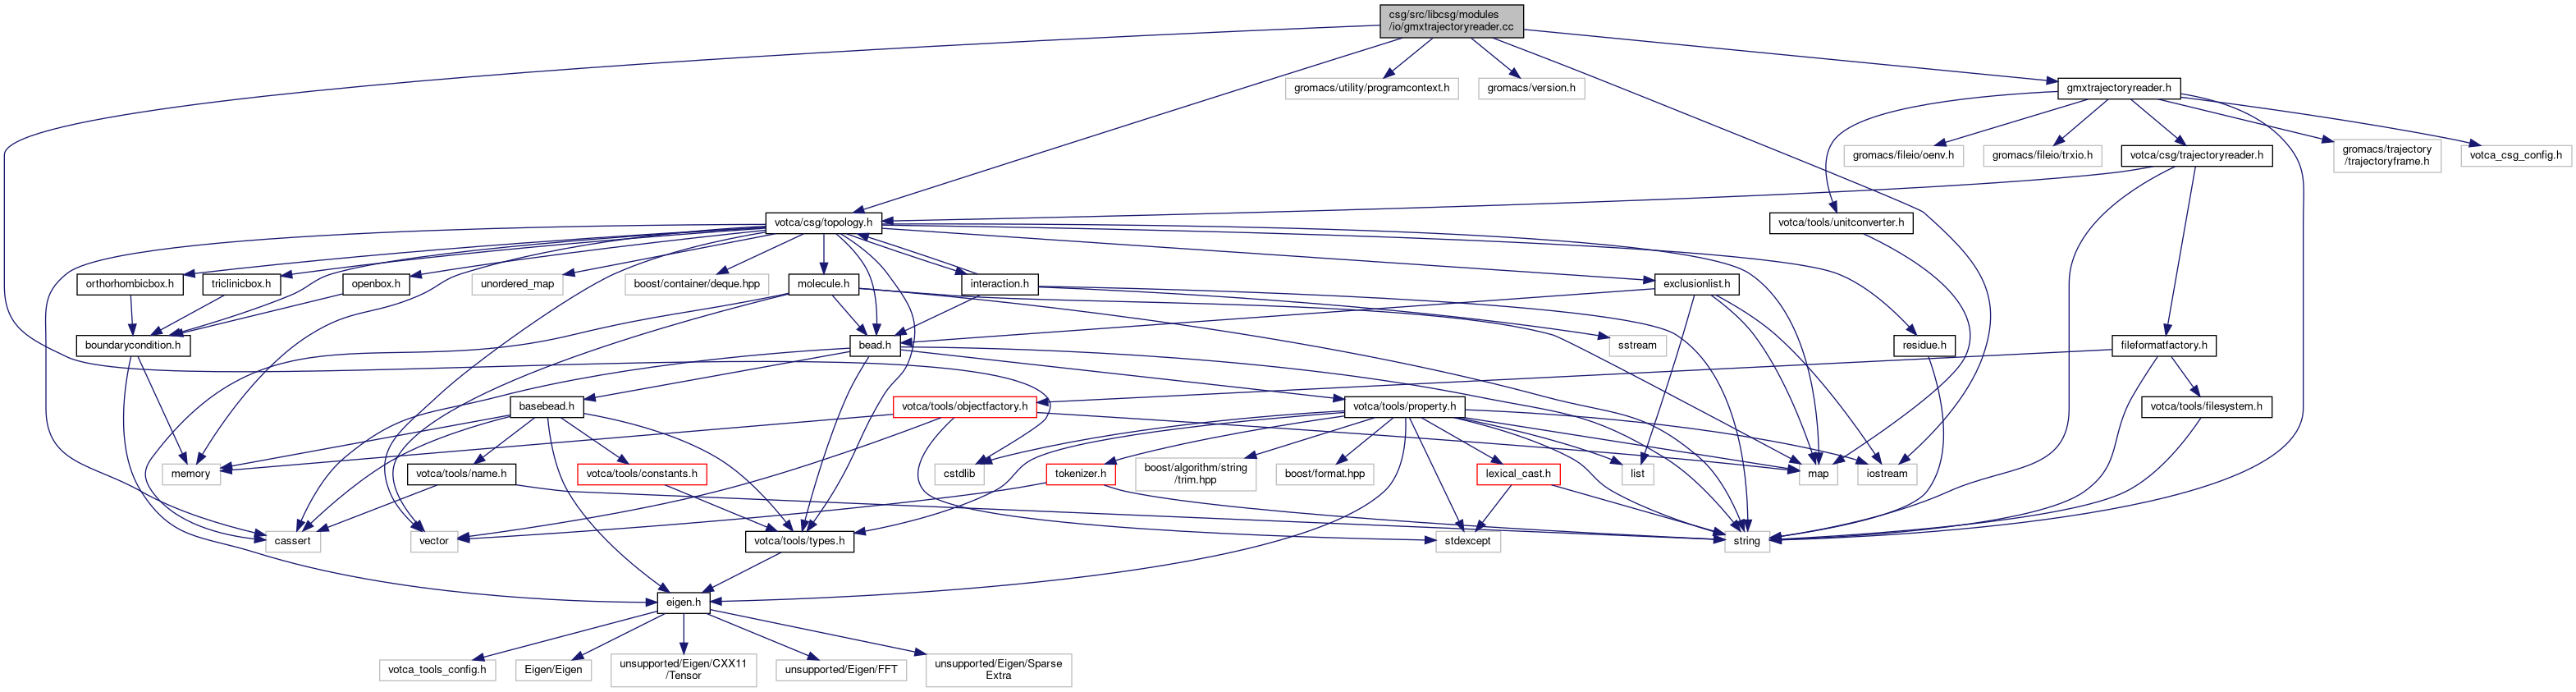 csg/src/libcsg/modules
/io/gmxtrajectoryreader.cc
gromacs/utility/programcontext.h
gromacs/version.h
gmxtrajectoryreader.h
gromacs/fileio/oenv.h
gromacs/fileio/trxio.h
votca/csg/trajectoryreader.h
gromacs/trajectory
/trajectoryframe.h
votca_csg_config.h
votca/csg/topology.h
votca/tools/unitconverter.h
orthorhombicbox.h
triclinicbox.h
openbox.h
unordered_map
boost/container/deque.hpp
molecule.h
interaction.h
exclusionlist.h
boundarycondition.h
bead.h
sstream
residue.h
fileformatfactory.h
basebead.h
votca/tools/objectfactory.h
votca/tools/property.h
votca/tools/filesystem.h
memory
votca/tools/name.h
votca/tools/constants.h
cstdlib
tokenizer.h
boost/algorithm/string
/trim.hpp
boost/format.hpp
lexical_cast.h
list
map
iostream
cassert
vector
votca/tools/types.h
stdexcept
string
eigen.h
votca_tools_config.h
Eigen/Eigen
unsupported/Eigen/CXX11
/Tensor
unsupported/Eigen/FFT
unsupported/Eigen/Sparse
Extra